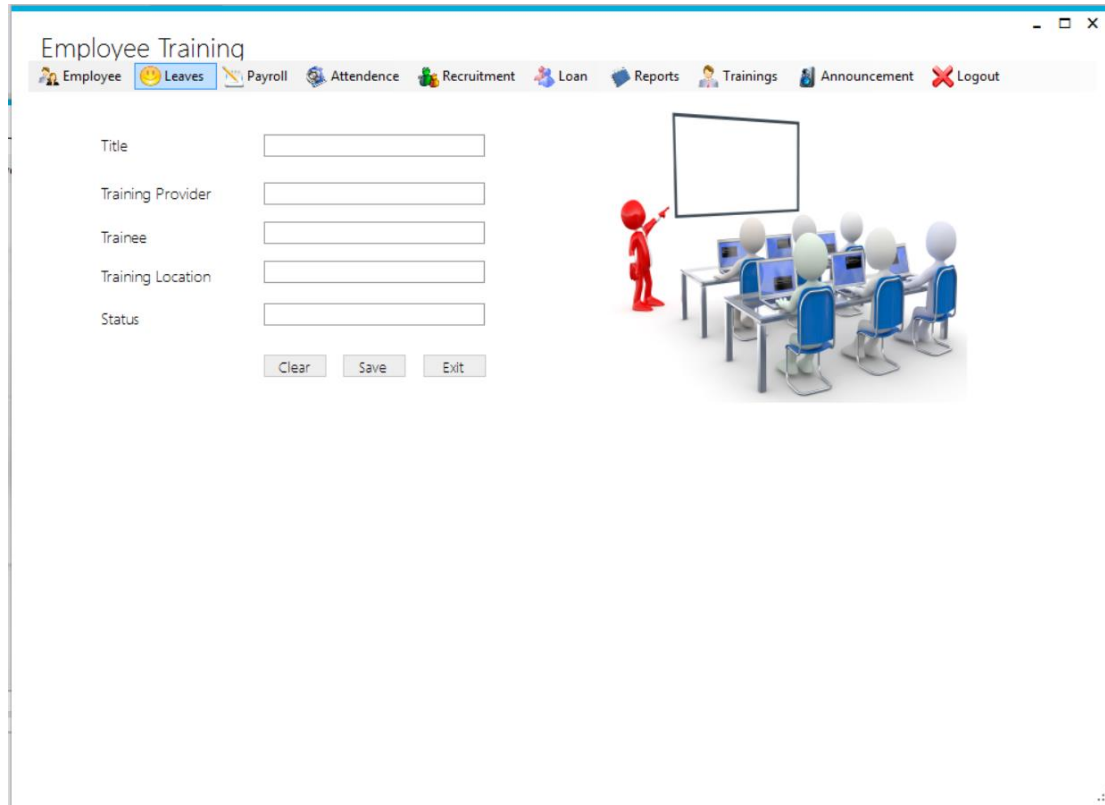 Employee Training
Employee Leaves Payroll Attendence Recruitment Loan Reports Trainings Announcement Logout
Title
Training Provider
Trainee
Training Location
Status
Clear Save Exit